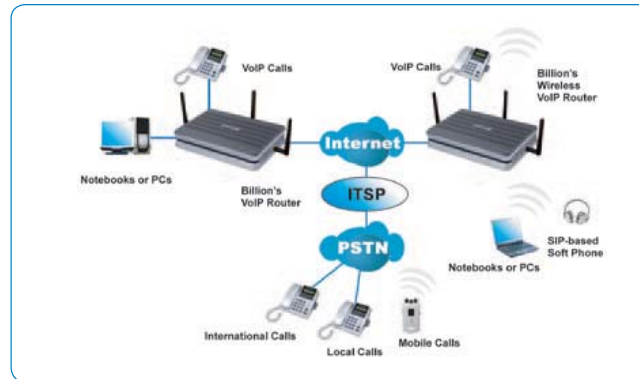 VoIP Calls
VoIP Calls
Billion's
Wireless
VoIP Router
Internet
Notebooks or PCs
Billion's
VoIP Router
ITSP
SIP-based
Soft Phone
Notebooks or PCs
PSTN
International Calls
Local Calls
Mobile Calls